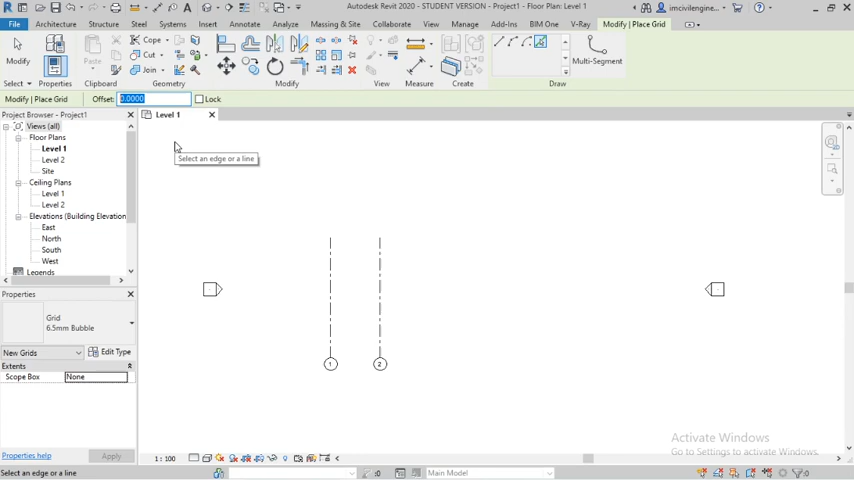 Autodesk Revit 2020 - STUDENT VERSION - Project1 - Floor Plan: Level 1
imcivilengine...
File Architecture Structure Steel Systems Insert Annotate Analyze Massing & Site Collaborate View Manage Add-Ins BIM One V-Ray Modify | Place Grid
Modify
Paste
Cope
Cut
Join
Multi-Segment
Select Properties Clipboard Geometry Modify View Measure Create Draw
Modify | Place Grid Offset: 0.0000 Lock
Project Browser - Project1
Level 1
Views (all)
Floor Plans
Level 1
Level 2
Site
Ceiling Plans
Level 1
Level 2
Elevations (Building Elevation
East
North
South
West
Legends
Select an edge or a line
Properties
Grid
6.5mm Bubble
New Grids Edit Type
Extents
Scope Box None
Properties help Apply
1 2
Activate Windows
Go to Settings to activate Windows.
1 : 100
Select an edge or a line
:0
Main Model
:0